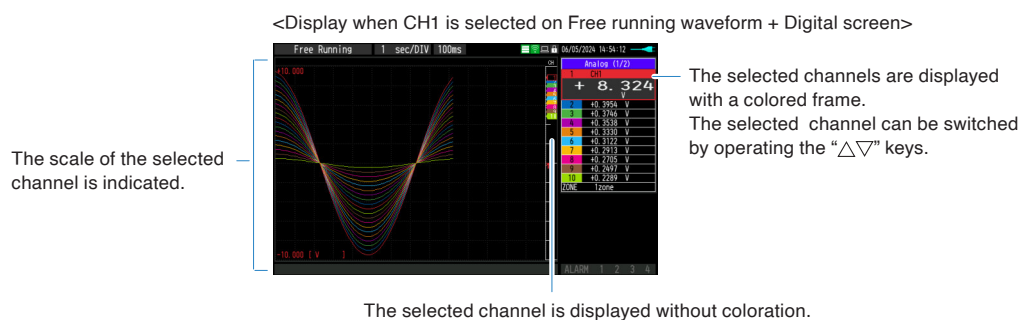 <Display when CH1 is selected on Free running waveform + Digital screen>
Free Running 1 sec/DIV 100ms 06/05/2024 14:54:12
CH
Analog (1/2)
+10.000
1 CH1
+ 8.324
V
2 +0.3954 V
3 +0.3746 V
4 +0.3538 V
5 +0.3330 V
6 +0.3122 V
7 +0.2913 V
8 +0.2705 V
9 +0.2497 V
10 +0.2289 V
ZONE 1zone
-10.000 [ V ]
ALARM 1 2 3 4
The selected channels are displayed
with a colored frame.
The selected channel can be switched
by operating the “△▽” keys.
The scale of the selected
channel is indicated.
The selected channel is displayed without coloration.